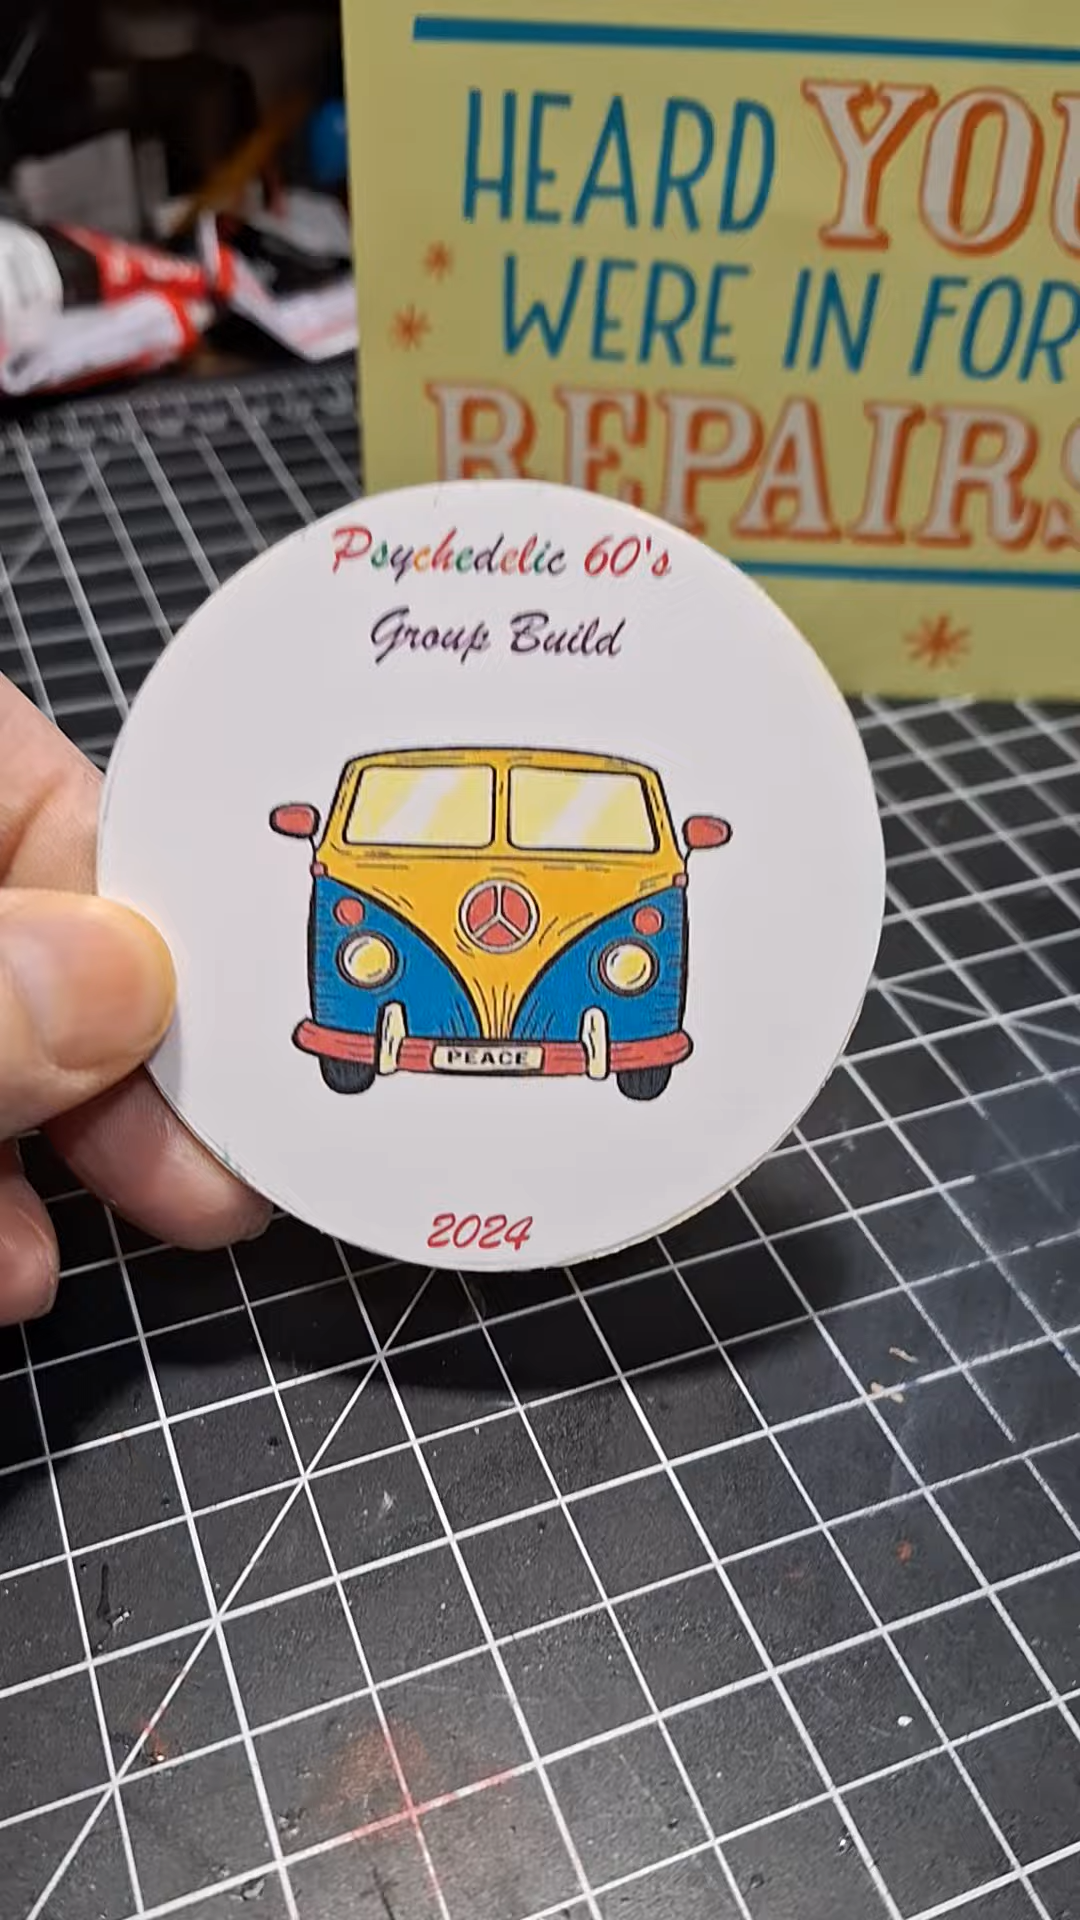 HEARD YOU
WERE IN FOR
REPAIRS
Psychedelic 60's
Group Build
PEACE
2024